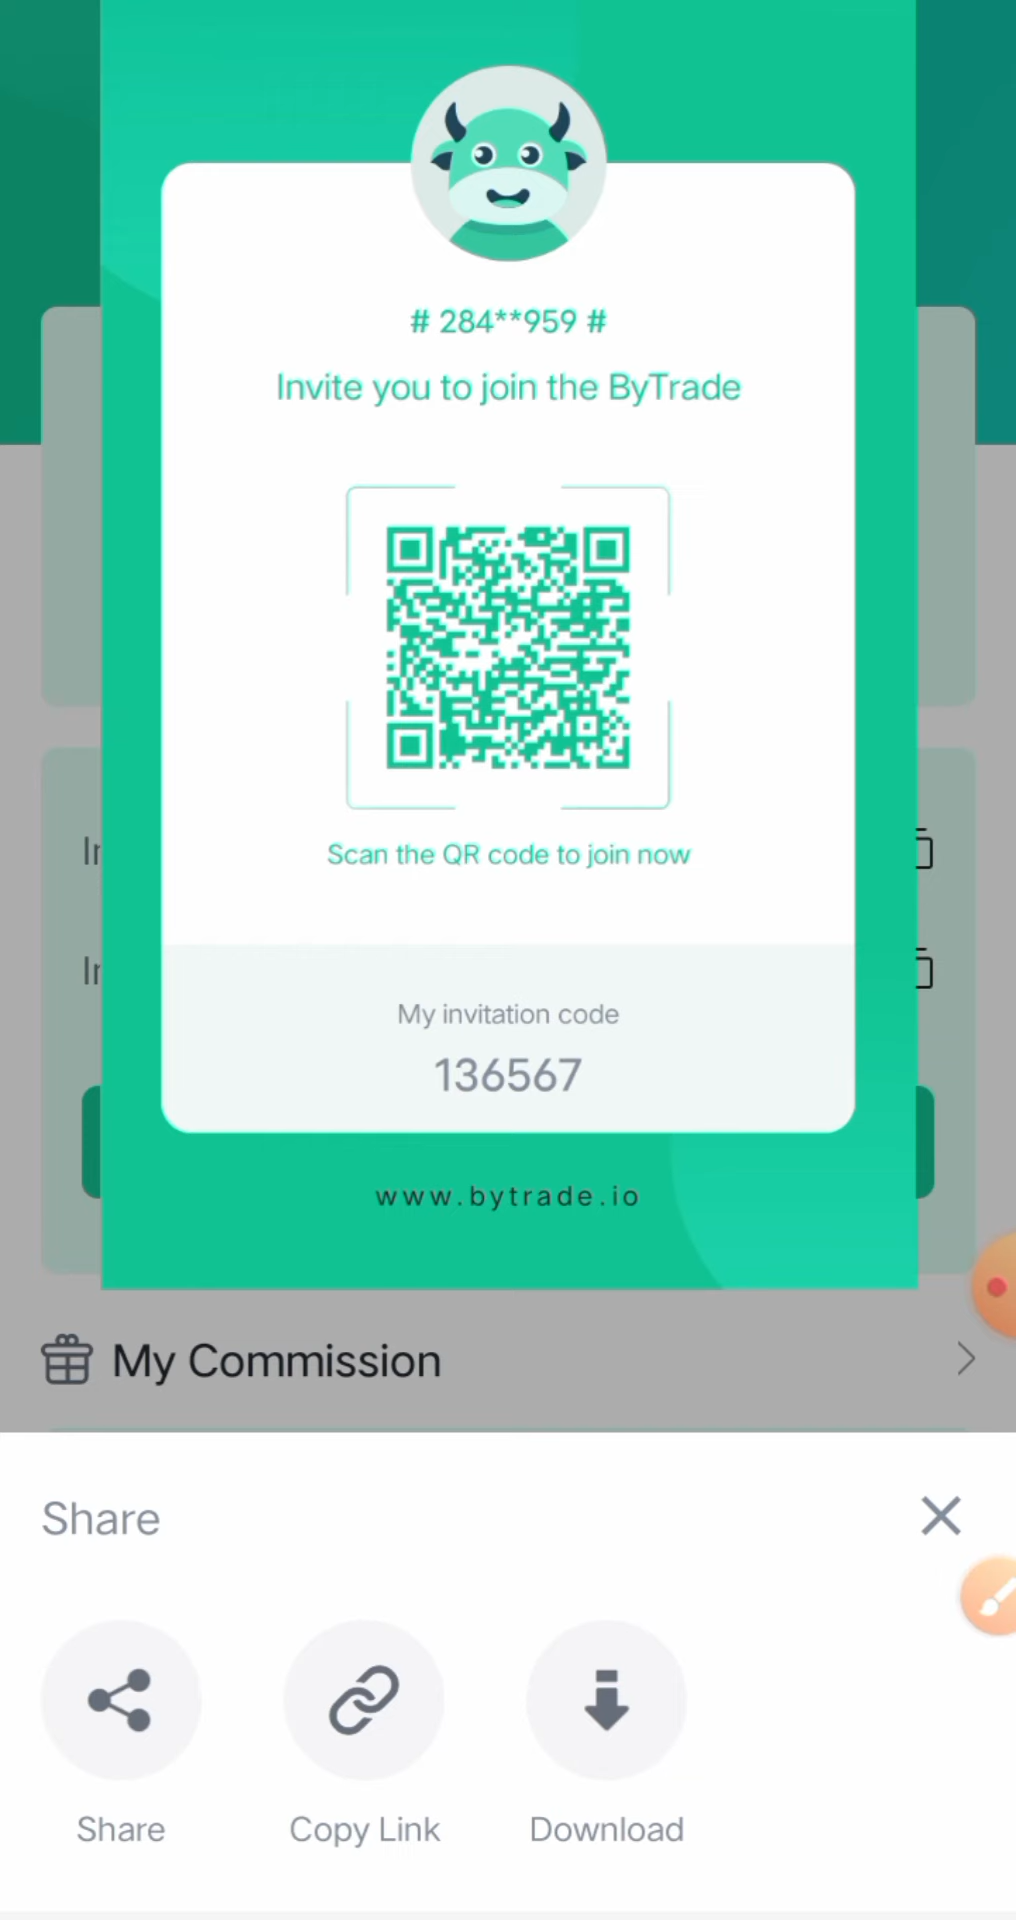 # 284**959 #
Invite you to join the ByTrade
Scan the QR code to join now
My invitation code
136567
www.bytrade.io
My Commission
Share
Share
Copy Link
Download